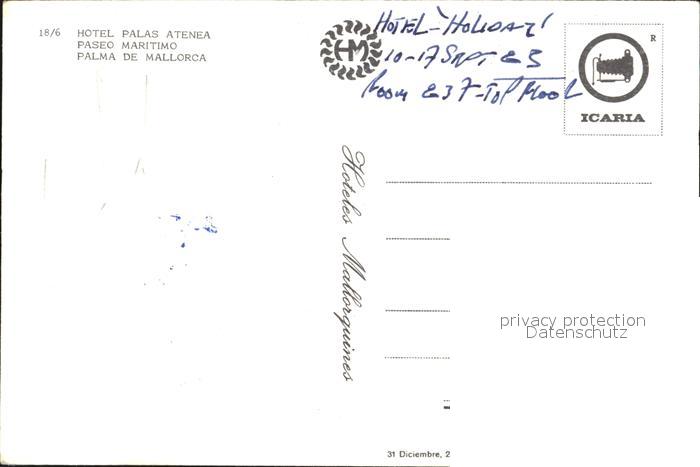 18/6 HOTEL PALAS ATENEA
PASEO MARITIMO
PALMA DE MALLORCA
HM
HOTEL "HOLIDAY"
10-17 SEPT 83
Room 837-TOP FLOOR
R
ICARIA
Hoteles Mallorquines
privacy protection
Datenschutz
31 Diciembre, 2